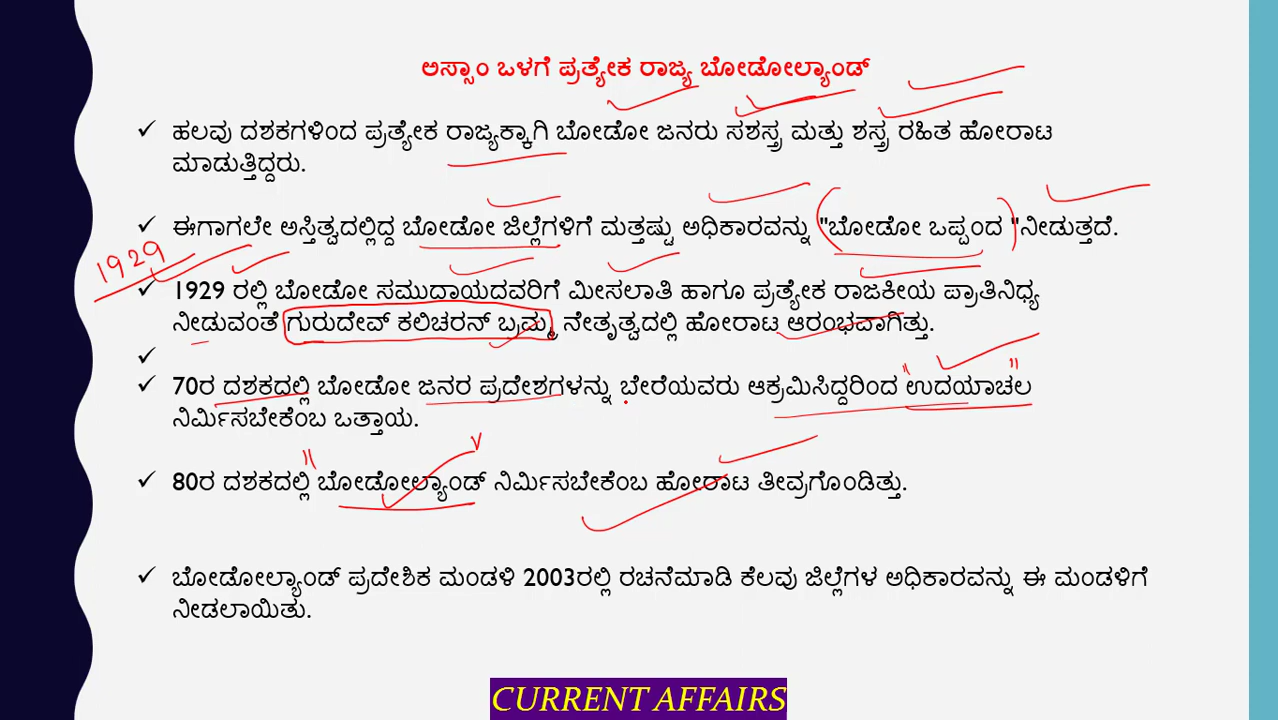 ಅಸ್ಸಾಂ ಒಳಗೆ ಪ್ರತ್ಯೇಕ ರಾಜ್ಯ ಬೋಡೋಲ್ಯಾಂಡ್
✓ ಹಲವು ದಶಕಗಳಿಂದ ಪ್ರತ್ಯೇಕ ರಾಜ್ಯಕ್ಕಾಗಿ ಬೋಡೋ ಜನರು ಸಶಸ್ತ್ರ ಮತ್ತು ಶಸ್ತ್ರ ರಹಿತ ಹೋರಾಟ
ಮಾಡುತ್ತಿದ್ದರು.
✓ ಈಗಾಗಲೇ ಅಸ್ತಿತ್ವದಲ್ಲಿದ್ದ ಬೋಡೋ ಜಿಲ್ಲೆಗಳಿಗೆ ಮತ್ತಷ್ಟು ಅಧಿಕಾರವನ್ನು "ಬೋಡೋ ಒಪ್ಪಂದ "ನೀಡುತ್ತದೆ.
1929
✓ 1929 ರಲ್ಲಿ ಬೋಡೋ ಸಮುದಾಯದವರಿಗೆ ಮೀಸಲಾತಿ ಹಾಗೂ ಪ್ರತ್ಯೇಕ ರಾಜಕೀಯ ಪ್ರಾತಿನಿಧ್ಯ
ನೀಡುವಂತೆ ಗುರುದೇವ್ ಕಲಿಚರನ್ ಬ್ರಮ್ಮ ನೇತೃತ್ವದಲ್ಲಿ ಹೋರಾಟ ಆರಂಭವಾಗಿತ್ತು.
✓
✓ 70ರ ದಶಕದಲ್ಲಿ ಬೋಡೋ ಜನರ ಪ್ರದೇಶಗಳನ್ನು ಬೇರೆಯವರು ಆಕ್ರಮಿಸಿದ್ದರಿಂದ "ಉದಯಾಚಲ"
ನಿರ್ಮಿಸಬೇಕೆಂಬ ಒತ್ತಾಯ.
✓ 80ರ ದಶಕದಲ್ಲಿ "ಬೋಡೋಲ್ಯಾಂಡ್ ನಿರ್ಮಿಸಬೇಕೆಂಬ ಹೋರಾಟ ತೀವ್ರಗೊಂಡಿತ್ತು.
✓ ಬೋಡೋಲ್ಯಾಂಡ್ ಪ್ರದೇಶಿಕ ಮಂಡಳಿ 2003ರಲ್ಲಿ ರಚನೆಮಾಡಿ ಕೆಲವು ಜಿಲ್ಲೆಗಳ ಅಧಿಕಾರವನ್ನು ಈ ಮಂಡಳಿಗೆ
ನೀಡಲಾಯಿತು.
CURRENT AFFAIRS